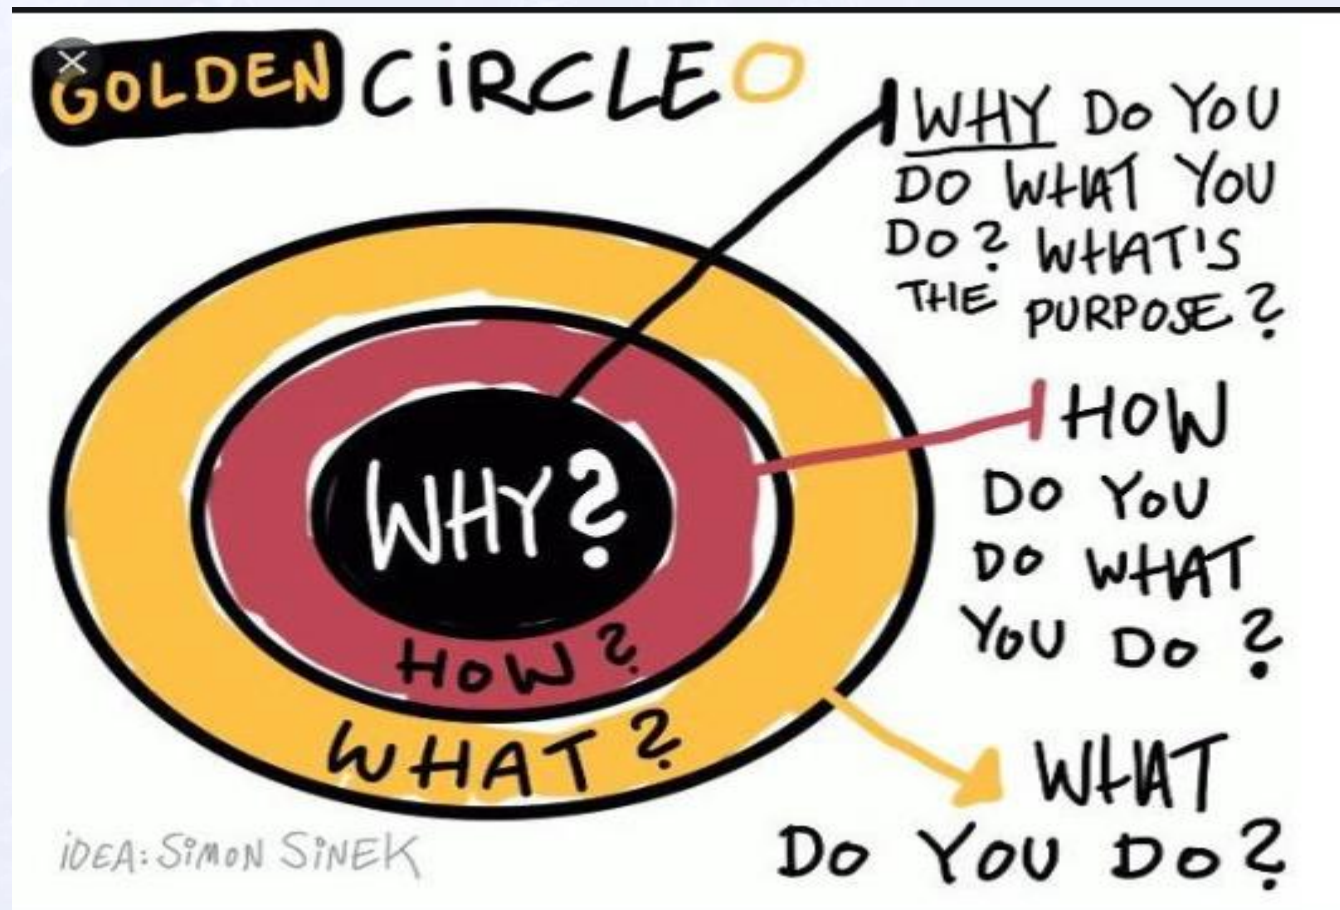 GOLDEN CiRCLE
WHY DO YOU
DO WHAT YOU
DO? WHAT'S
THE PURPOSE?
HOW
DO YOU
DO WHAT
YOU DO?
WHY?
HOW?
WHAT?
WHAT
DO YOU DO?
iDEA: SiMON SiNEK